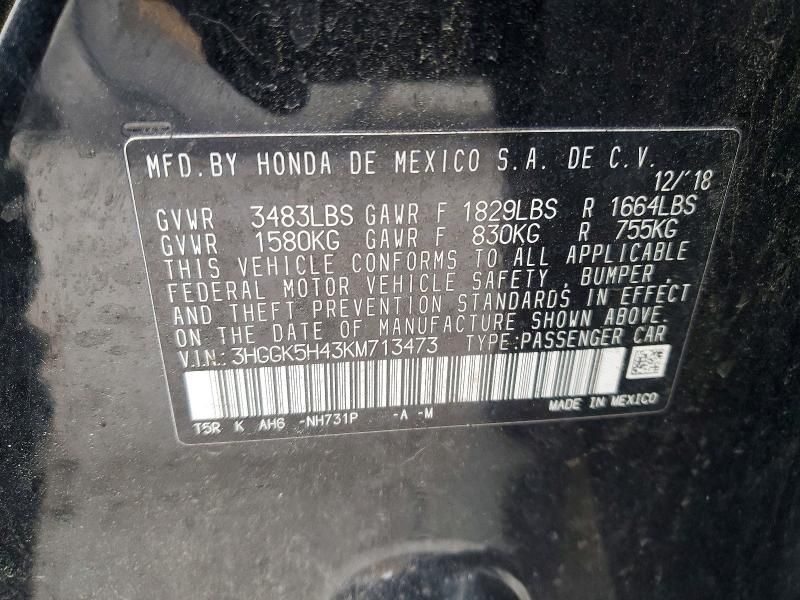 MFD.BY HONDA DE MEXICO S.A. DE C.V.
12/'18
GVWR 3483LBS GAWR F 1829LBS R 1664LBS
GVWR 1580KG GAWR F 830KG R 755KG
THIS VEHICLE CONFORMS TO ALL APPLICABLE
FEDERAL MOTOR VEHICLE SAFETY, BUMPER,
AND THEFT PREVENTION STANDARDS IN EFFECT
ON THE DATE OF MANUFACTURE SHOWN ABOVE.
V.I.N.: 3HGGK5H43KM713473 TYPE:PASSENGER CAR
T5R K AH6 -NH731P -A -M MADE IN MEXICO